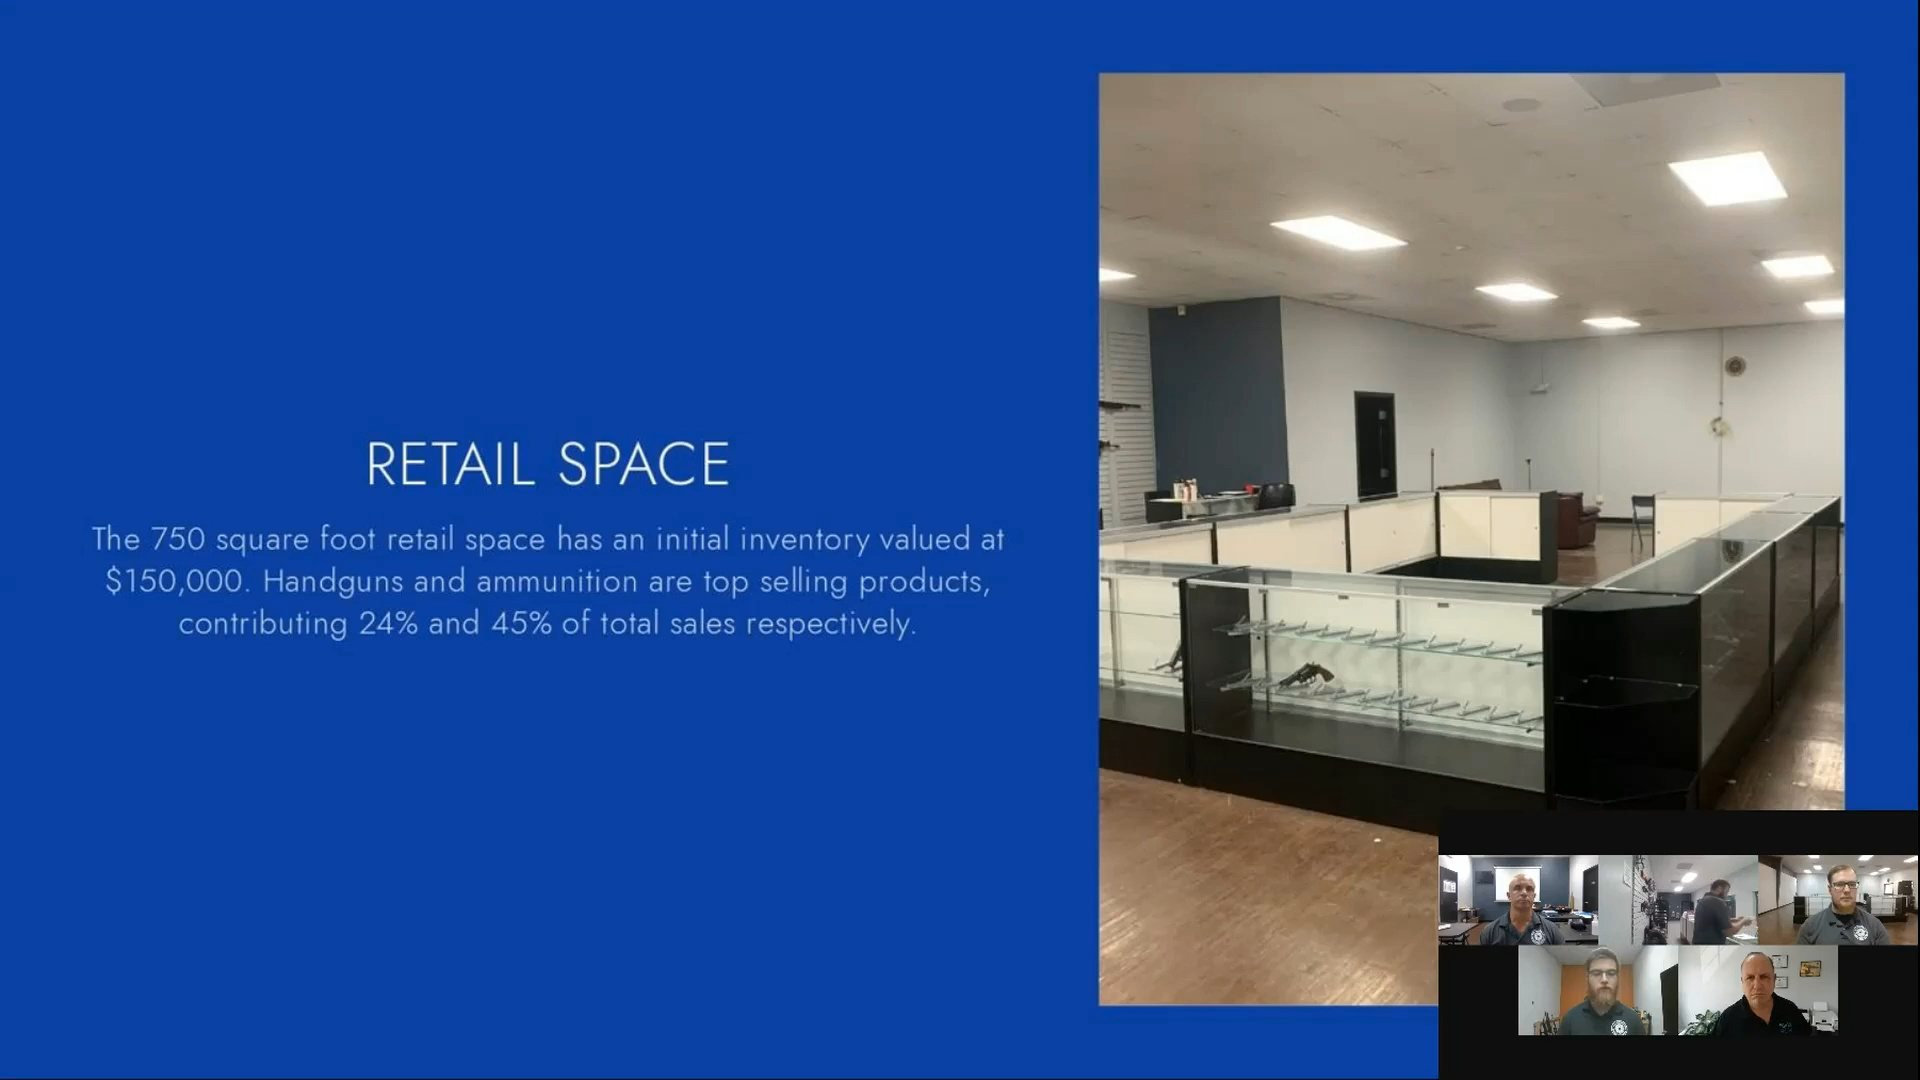 RETAIL SPACE
The 750 square foot retail space has an initial inventory valued at
$150,000. Handguns and ammunition are top selling products,
contributing 24% and 45% of total sales respectively.